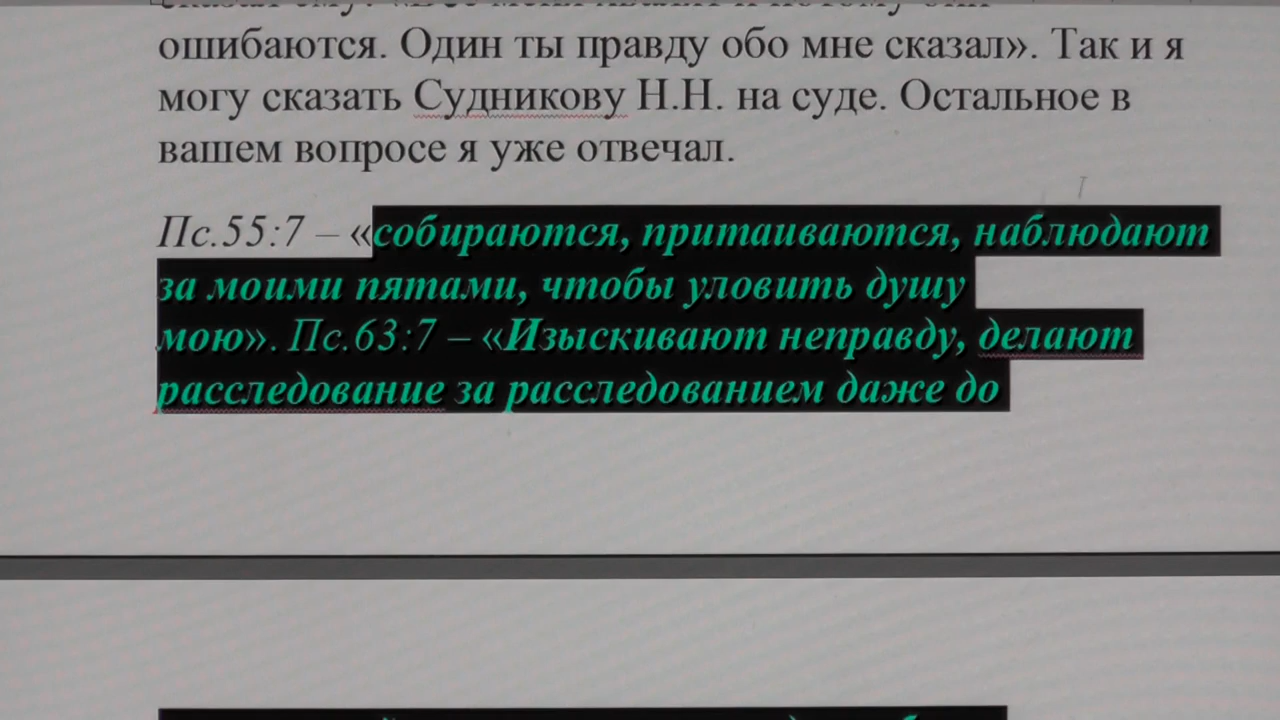 ошибаются. Один ты правду обо мне сказал». Так и я
могу сказать Судникову Н.Н. на суде. Остальное в
вашем вопросе я уже отвечал.
Пс.55:7 – «собираются, притаиваются, наблюдают
за моими пятами, чтобы уловить душу
мою». Пс.63:7 – «Изыскивают неправду, делают
расследование за расследованием даже до